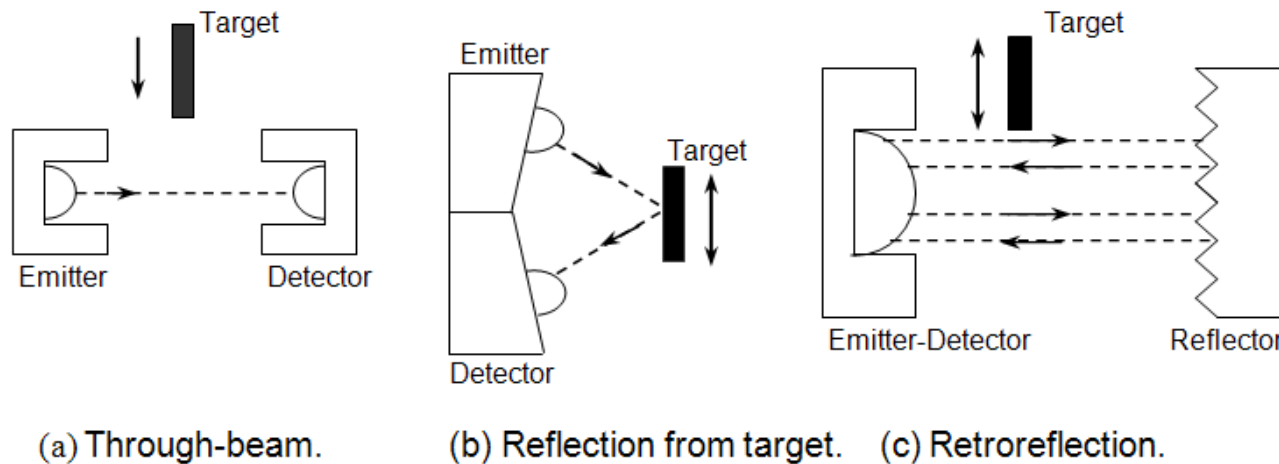 Target
Emitter
Detector
(a) Through-beam.
Emitter
Target
Detector
(b) Reflection from target.
Target
Emitter-Detector
Reflector
(c) Retroreflection.